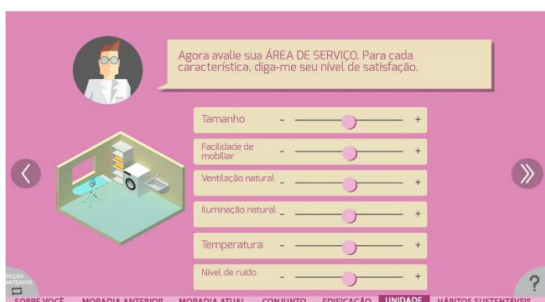 Agora avalie sua ÁREA DE SERVIÇO. Para cada
característica, diga-me seu nível de satisfação.
Tamanho - +
Facilidade de
mobiliar - +
Ventilação natural - +
Iluminação natural - +
Temperatura - +
Nível de ruído - +
SEÇÃO
ANTERIOR
?
SOBRE VOCÊ MORADIA ANTERIOR MORADIA ATUAL CONJUNTO EDIFICAÇÃO UNIDADE HÁBITOS SUSTENTÁVEIS